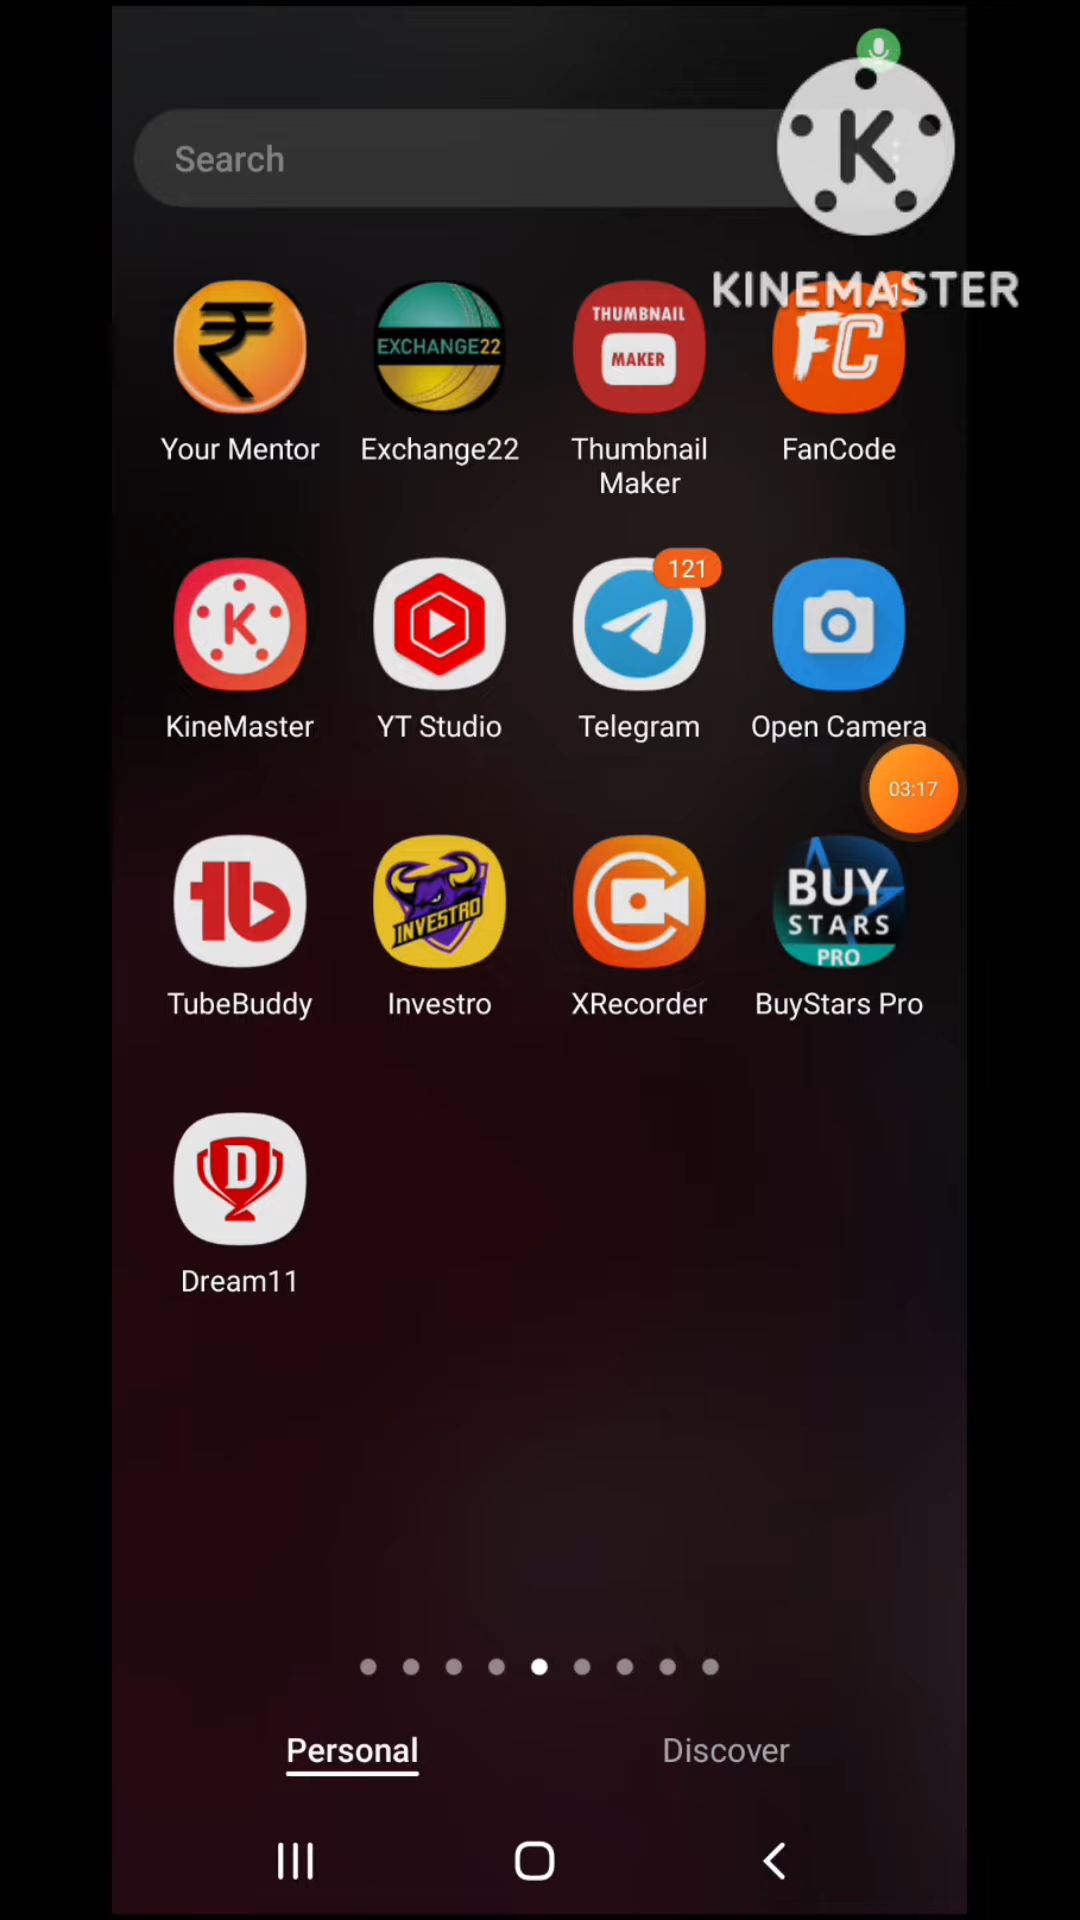 Search
K
KINEMASTER
₹
EXCHANGE22
THUMBNAIL
MAKER
FC
Your Mentor
Exchange22
Thumbnail
Maker
FanCode
K
121
KineMaster
YT Studio
Telegram
Open Camera
03:17
tb
INVESTRO
BUY
STARS
PRO
TubeBuddy
Investro
XRecorder
BuyStars Pro
D
Dream11
Personal
Discover